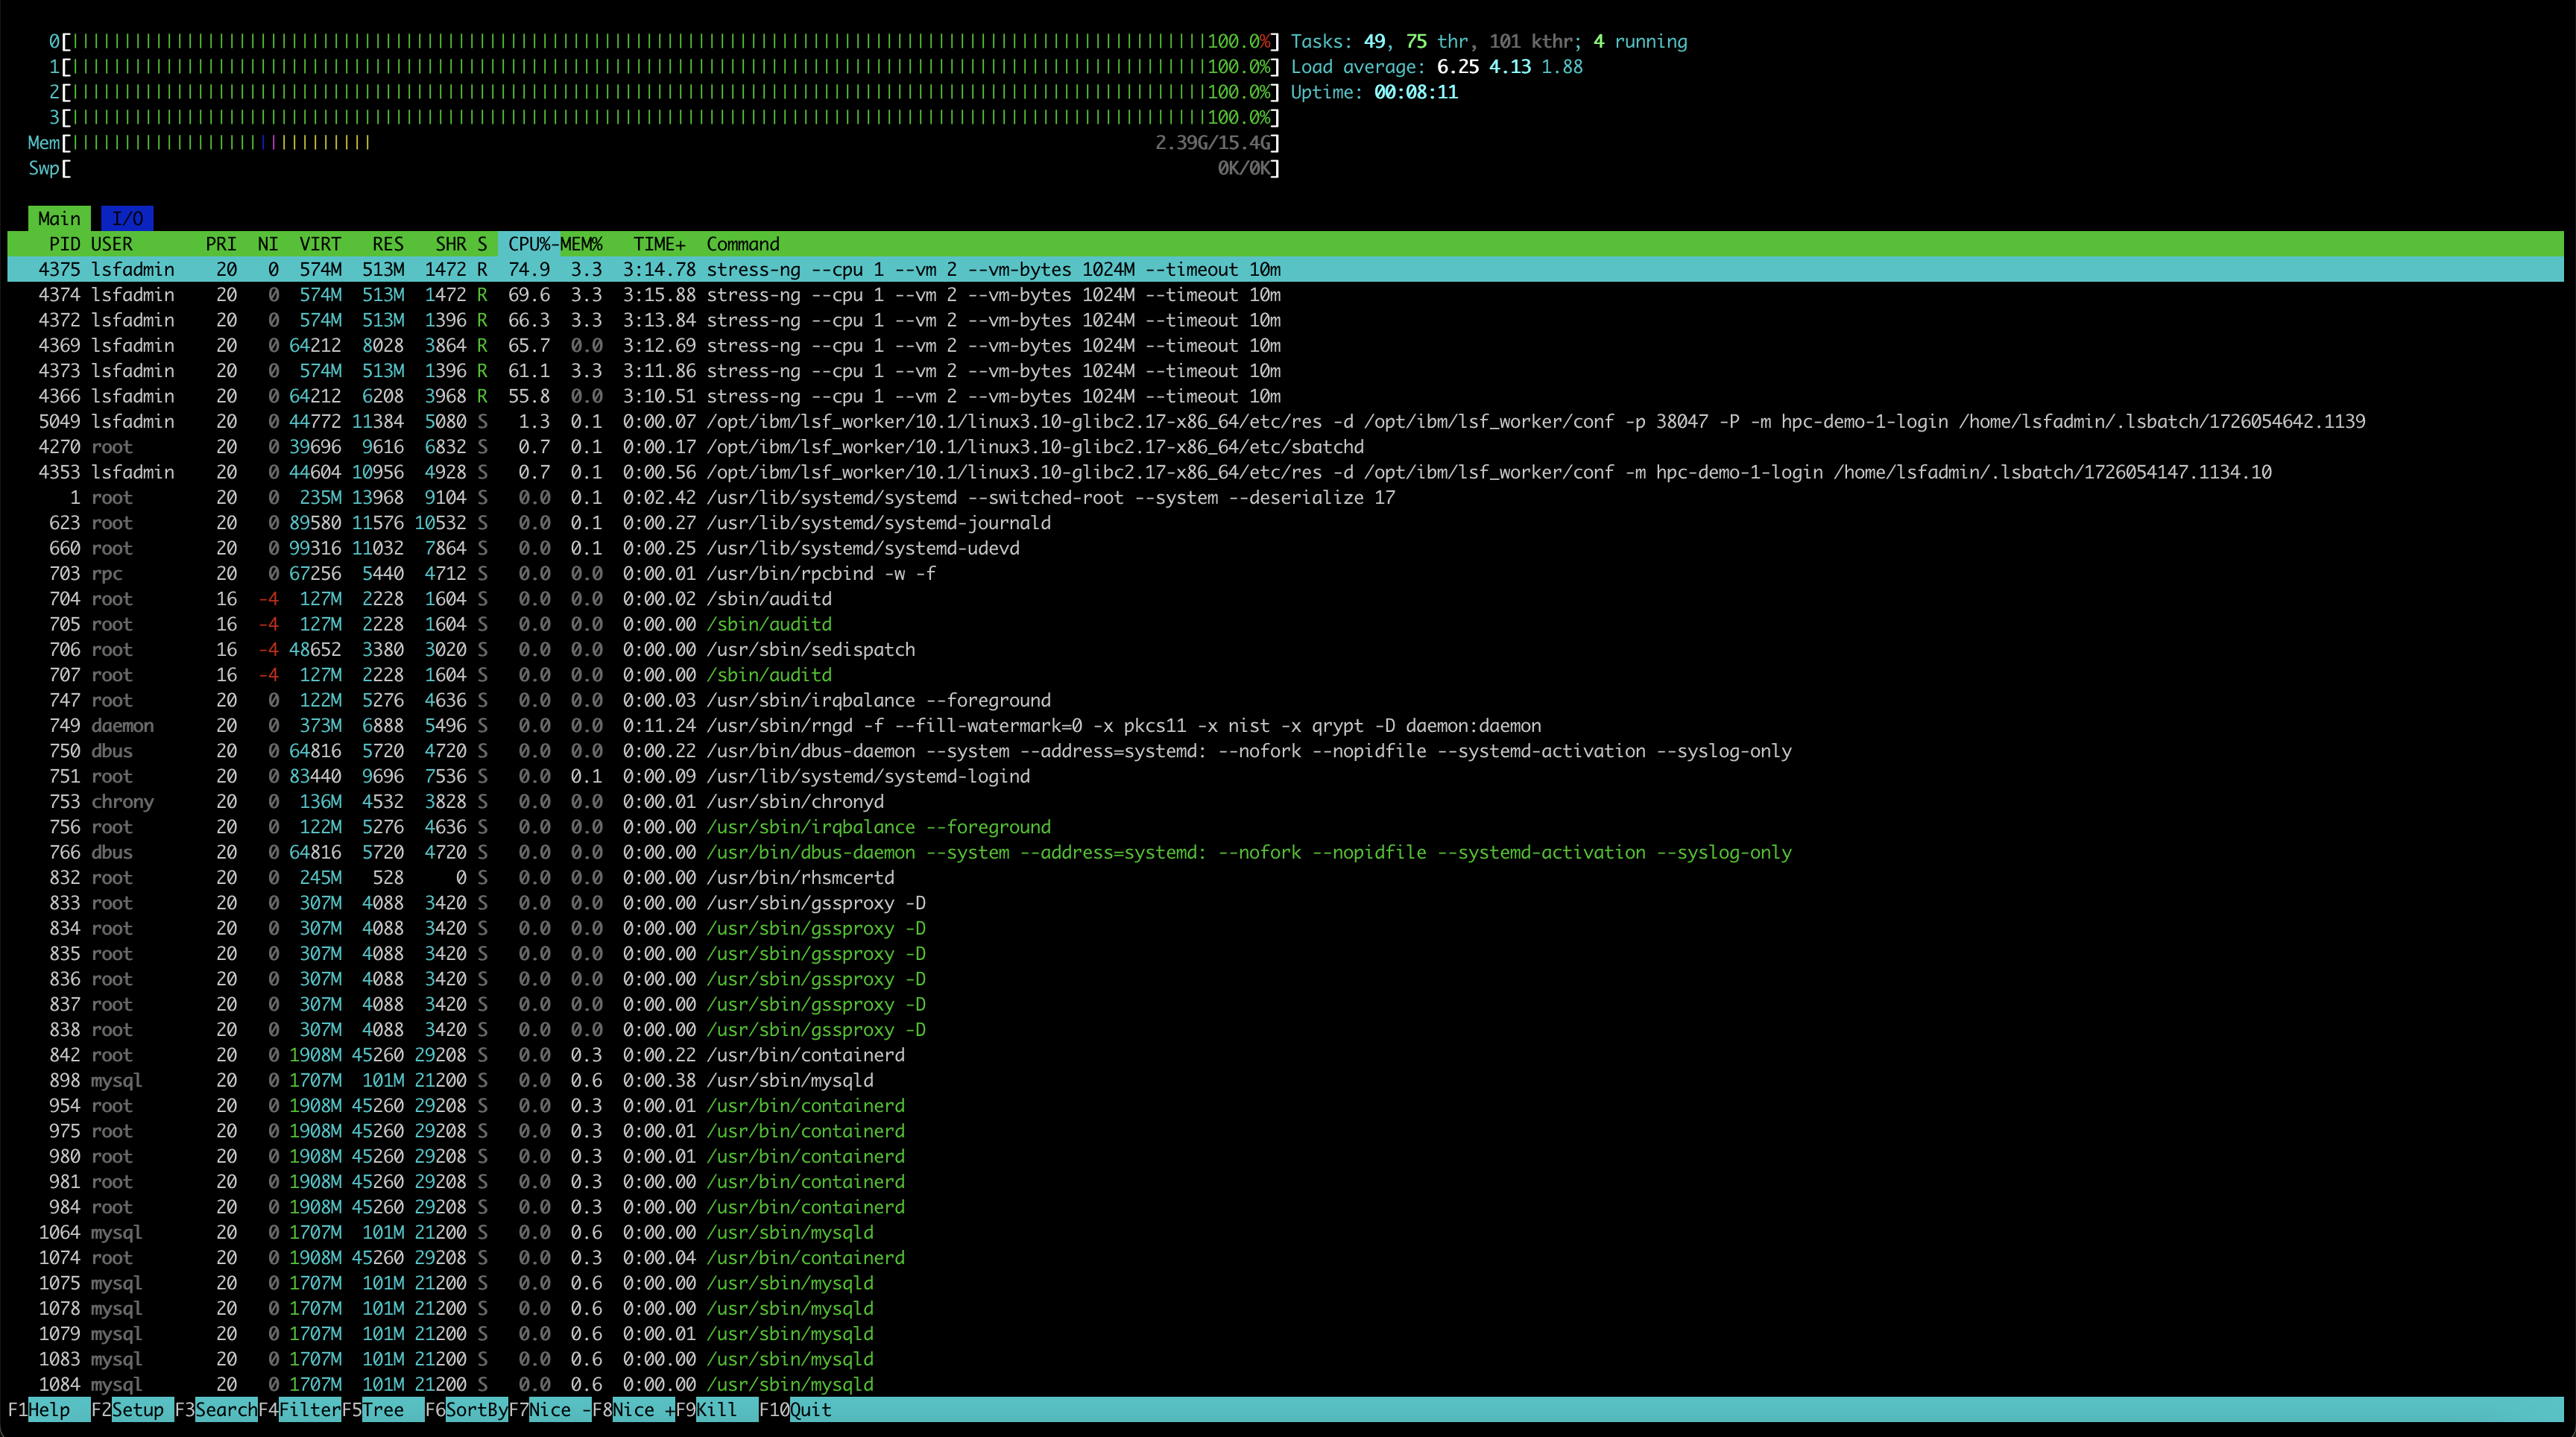 0[||||||||||||||||||||||||||||||||||||||||||||||||||||||||||||||||||||||||||||||||||||||||||||||||||||||||||||100.0%] Tasks: 49, 75 thr, 101 kthr; 4 running
1[||||||||||||||||||||||||||||||||||||||||||||||||||||||||||||||||||||||||||||||||||||||||||||||||||||||||||||100.0%] Load average: 6.25 4.13 1.88
2[||||||||||||||||||||||||||||||||||||||||||||||||||||||||||||||||||||||||||||||||||||||||||||||||||||||||||||100.0%] Uptime: 00:08:11
3[||||||||||||||||||||||||||||||||||||||||||||||||||||||||||||||||||||||||||||||||||||||||||||||||||||||||||||100.0%]
Mem[||||||||||||||||||||||||||||| 2.39G/15.4G]
Swp[ 0K/0K]
Main I/O
PID USER PRI NI VIRT RES SHR S CPU%-MEM% TIME+ Command
4375 lsfadmin 20 0 574M 513M 1472 R 74.9 3.3 3:14.78 stress-ng --cpu 1 --vm 2 --vm-bytes 1024M --timeout 10m
4374 lsfadmin 20 0 574M 513M 1472 R 69.6 3.3 3:15.88 stress-ng --cpu 1 --vm 2 --vm-bytes 1024M --timeout 10m
4372 lsfadmin 20 0 574M 513M 1396 R 66.3 3.3 3:13.84 stress-ng --cpu 1 --vm 2 --vm-bytes 1024M --timeout 10m
4369 lsfadmin 20 0 64212 8028 3864 R 65.7 0.0 3:12.69 stress-ng --cpu 1 --vm 2 --vm-bytes 1024M --timeout 10m
4373 lsfadmin 20 0 574M 513M 1396 R 61.1 3.3 3:11.86 stress-ng --cpu 1 --vm 2 --vm-bytes 1024M --timeout 10m
4366 lsfadmin 20 0 64212 6208 3968 R 55.8 0.0 3:10.51 stress-ng --cpu 1 --vm 2 --vm-bytes 1024M --timeout 10m
5049 lsfadmin 20 0 44772 11384 5080 S 1.3 0.1 0:00.07 /opt/ibm/lsf_worker/10.1/linux3.10-glibc2.17-x86_64/etc/res -d /opt/ibm/lsf_worker/conf -p 38047 -P -m hpc-demo-1-login /home/lsfadmin/.lsbatch/1726054642.1139
4270 root 20 0 39696 9616 6832 S 0.7 0.1 0:00.17 /opt/ibm/lsf_worker/10.1/linux3.10-glibc2.17-x86_64/etc/sbatchd
4353 lsfadmin 20 0 44604 10956 4928 S 0.7 0.1 0:00.56 /opt/ibm/lsf_worker/10.1/linux3.10-glibc2.17-x86_64/etc/res -d /opt/ibm/lsf_worker/conf -m hpc-demo-1-login /home/lsfadmin/.lsbatch/1726054147.1134.10
1 root 20 0 235M 13968 9104 S 0.0 0.1 0:02.42 /usr/lib/systemd/systemd --switched-root --system --deserialize 17
623 root 20 0 89580 11576 10532 S 0.0 0.1 0:00.27 /usr/lib/systemd/systemd-journald
660 root 20 0 99316 11032 7864 S 0.0 0.1 0:00.25 /usr/lib/systemd/systemd-udevd
703 rpc 20 0 67256 5440 4712 S 0.0 0.0 0:00.01 /usr/bin/rpcbind -w -f
704 root 16 -4 127M 2228 1604 S 0.0 0.0 0:00.02 /sbin/auditd
705 root 16 -4 127M 2228 1604 S 0.0 0.0 0:00.00 /sbin/auditd
706 root 16 -4 48652 3380 3020 S 0.0 0.0 0:00.00 /usr/sbin/sedispatch
707 root 16 -4 127M 2228 1604 S 0.0 0.0 0:00.00 /sbin/auditd
747 root 20 0 122M 5276 4636 S 0.0 0.0 0:00.03 /usr/sbin/irqbalance --foreground
749 daemon 20 0 373M 6888 5496 S 0.0 0.0 0:11.24 /usr/sbin/rngd -f --fill-watermark=0 -x pkcs11 -x nist -x qrypt -D daemon:daemon
750 dbus 20 0 64816 5720 4720 S 0.0 0.0 0:00.22 /usr/bin/dbus-daemon --system --address=systemd: --nofork --nopidfile --systemd-activation --syslog-only
751 root 20 0 83440 9696 7536 S 0.0 0.1 0:00.09 /usr/lib/systemd/systemd-logind
753 chrony 20 0 136M 4532 3828 S 0.0 0.0 0:00.01 /usr/sbin/chronyd
756 root 20 0 122M 5276 4636 S 0.0 0.0 0:00.00 /usr/sbin/irqbalance --foreground
766 dbus 20 0 64816 5720 4720 S 0.0 0.0 0:00.00 /usr/bin/dbus-daemon --system --address=systemd: --nofork --nopidfile --systemd-activation --syslog-only
832 root 20 0 245M 528 0 S 0.0 0.0 0:00.00 /usr/bin/rhsmcertd
833 root 20 0 307M 4088 3420 S 0.0 0.0 0:00.00 /usr/sbin/gssproxy -D
834 root 20 0 307M 4088 3420 S 0.0 0.0 0:00.00 /usr/sbin/gssproxy -D
835 root 20 0 307M 4088 3420 S 0.0 0.0 0:00.00 /usr/sbin/gssproxy -D
836 root 20 0 307M 4088 3420 S 0.0 0.0 0:00.00 /usr/sbin/gssproxy -D
837 root 20 0 307M 4088 3420 S 0.0 0.0 0:00.00 /usr/sbin/gssproxy -D
838 root 20 0 307M 4088 3420 S 0.0 0.0 0:00.00 /usr/sbin/gssproxy -D
842 root 20 0 1908M 45260 29208 S 0.0 0.3 0:00.22 /usr/bin/containerd
898 mysql 20 0 1707M 101M 21200 S 0.0 0.6 0:00.38 /usr/sbin/mysqld
954 root 20 0 1908M 45260 29208 S 0.0 0.3 0:00.01 /usr/bin/containerd
975 root 20 0 1908M 45260 29208 S 0.0 0.3 0:00.01 /usr/bin/containerd
980 root 20 0 1908M 45260 29208 S 0.0 0.3 0:00.01 /usr/bin/containerd
981 root 20 0 1908M 45260 29208 S 0.0 0.3 0:00.00 /usr/bin/containerd
984 root 20 0 1908M 45260 29208 S 0.0 0.3 0:00.00 /usr/bin/containerd
1064 mysql 20 0 1707M 101M 21200 S 0.0 0.6 0:00.00 /usr/sbin/mysqld
1074 root 20 0 1908M 45260 29208 S 0.0 0.3 0:00.04 /usr/bin/containerd
1075 mysql 20 0 1707M 101M 21200 S 0.0 0.6 0:00.00 /usr/sbin/mysqld
1078 mysql 20 0 1707M 101M 21200 S 0.0 0.6 0:00.00 /usr/sbin/mysqld
1079 mysql 20 0 1707M 101M 21200 S 0.0 0.6 0:00.01 /usr/sbin/mysqld
1083 mysql 20 0 1707M 101M 21200 S 0.0 0.6 0:00.00 /usr/sbin/mysqld
1084 mysql 20 0 1707M 101M 21200 S 0.0 0.6 0:00.00 /usr/sbin/mysqld
F1Help F2Setup F3SearchF4FilterF5Tree F6SortByF7Nice -F8Nice +F9Kill F10Quit